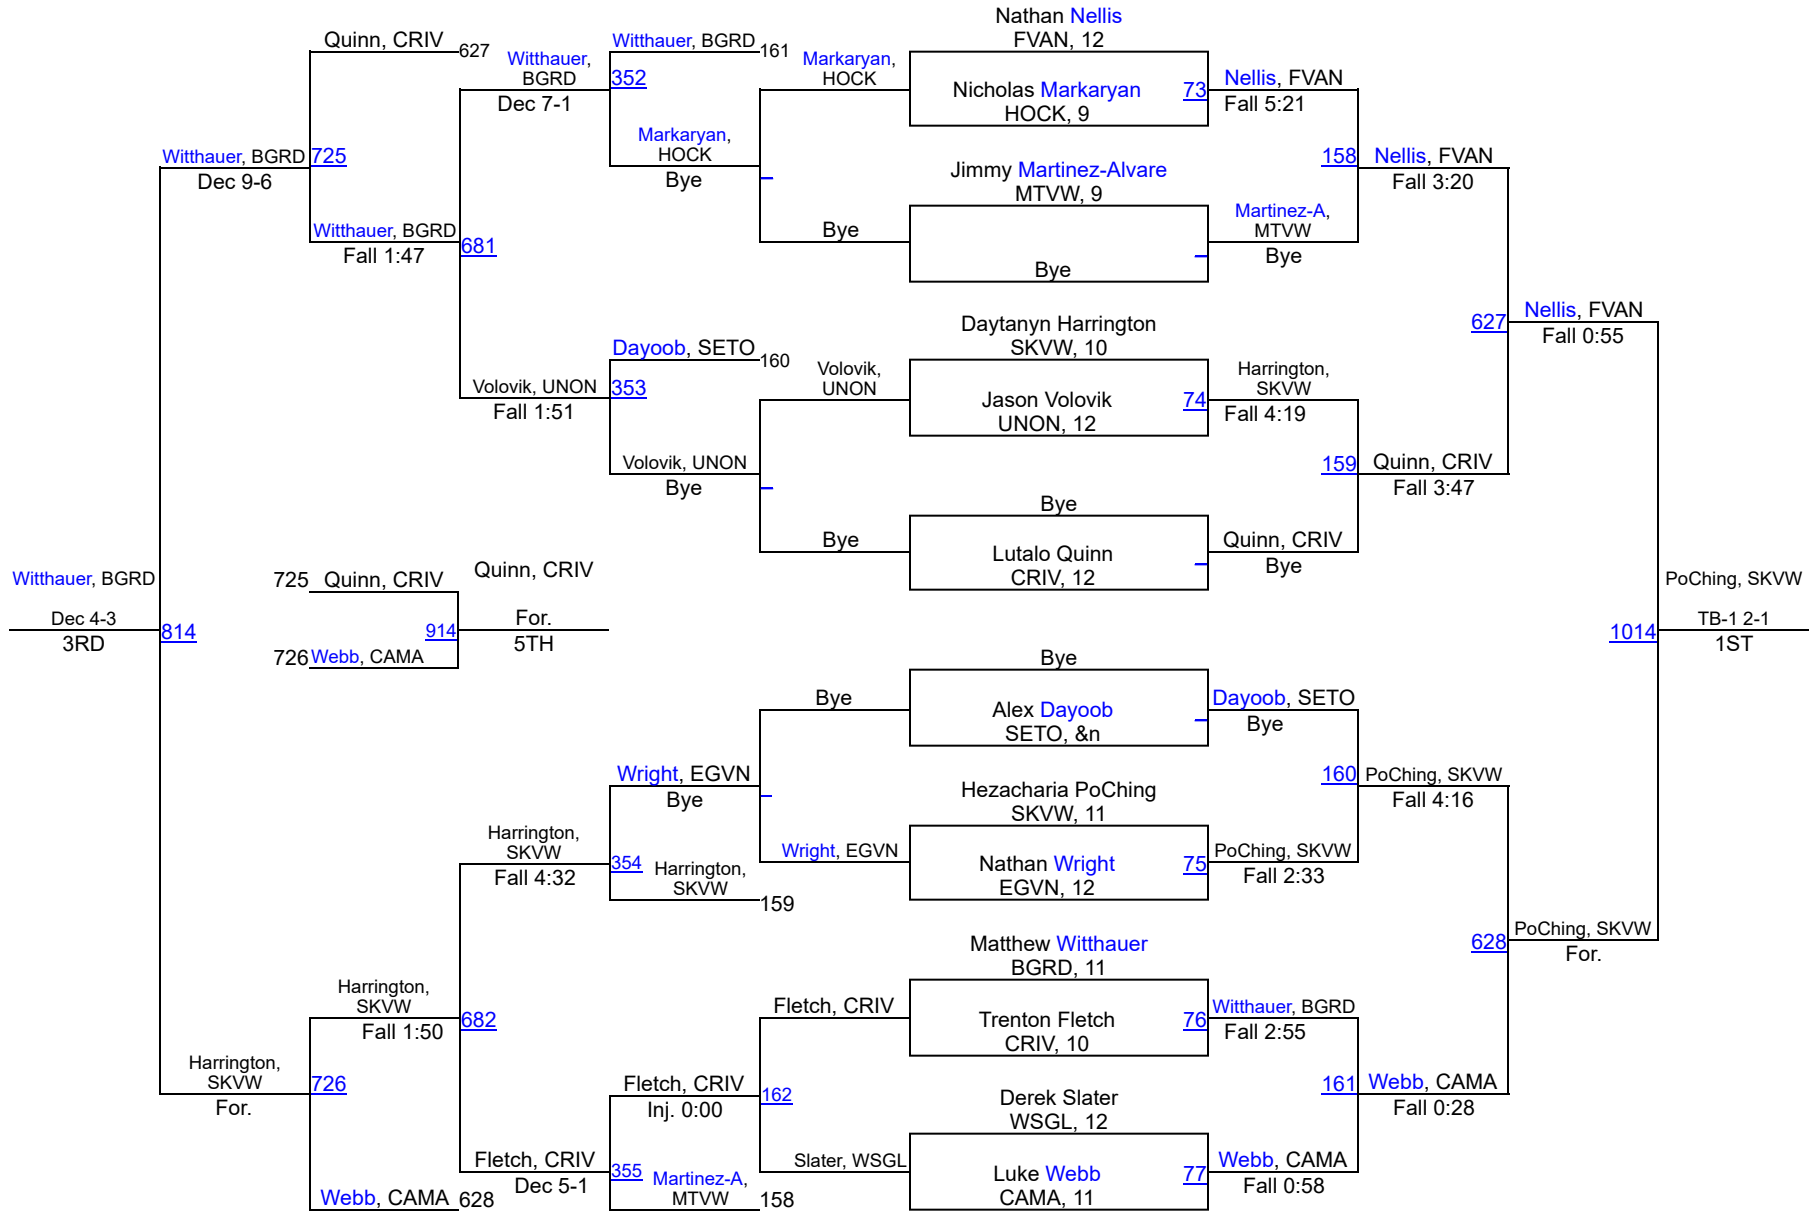 Nathan Nellis
FVAN, 12
Quinn, CRIV
627
Witthauer,
BGRD
Dec 7-1
Witthauer, BGRD
161
352
Markaryan,
HOCK
Nicholas Markaryan
HOCK, 9
73
Nellis, FVAN
Fall 5:21
Markaryan,
HOCK
Bye
Witthauer, BGRD
725
Dec 9-6
Jimmy Martinez-Alvare
MTVW, 9
158
Nellis, FVAN
Fall 3:20
Witthauer, BGRD
Fall 1:47
681
Bye
Bye
Martinez-A,
MTVW
Bye
Daytanyn Harrington
SKVW, 10
627
Nellis, FVAN
Fall 0:55
Dayoob, SETO
160
Volovik, UNON
Fall 1:51
353
Volovik,
UNON
Jason Volovik
UNON, 12
74
Harrington,
SKVW
Fall 4:19
Volovik, UNON
Bye
159
Quinn, CRIV
Fall 3:47
Bye
Bye
Lutalo Quinn
CRIV, 12
Quinn, CRIV
Bye
Witthauer, BGRD
Dec 4-3
3RD
814
725
Quinn, CRIV
Quinn, CRIV
For.
5TH
914
726
Webb, CAMA
PoChing, SKVW
TB-1 2-1
1ST
1014
Bye
Bye
Alex Dayoob
SETO, &n
Dayoob, SETO
Bye
Wright, EGVN
Bye
Hezacharia PoChing
SKVW, 11
160
PoChing, SKVW
Fall 4:16
Harrington,
SKVW
Fall 4:32
354
Harrington,
SKVW
159
Wright, EGVN
Nathan Wright
EGVN, 12
75
PoChing, SKVW
Fall 2:33
Matthew Witthauer
BGRD, 11
628
PoChing, SKVW
For.
Harrington,
SKVW
Fall 1:50
682
Fletch, CRIV
Trenton Fletch
CRIV, 10
76
Witthauer, BGRD
Fall 2:55
Harrington,
SKVW
For.
726
Fletch, CRIV
Inj. 0:00
162
Derek Slater
WSGL, 12
161
Webb, CAMA
Fall 0:28
Fletch, CRIV
Dec 5-1
355
Martinez-A,
MTVW
158
Slater, WSGL
Luke Webb
CAMA, 11
77
Webb, CAMA
Fall 0:58
Webb, CAMA
628